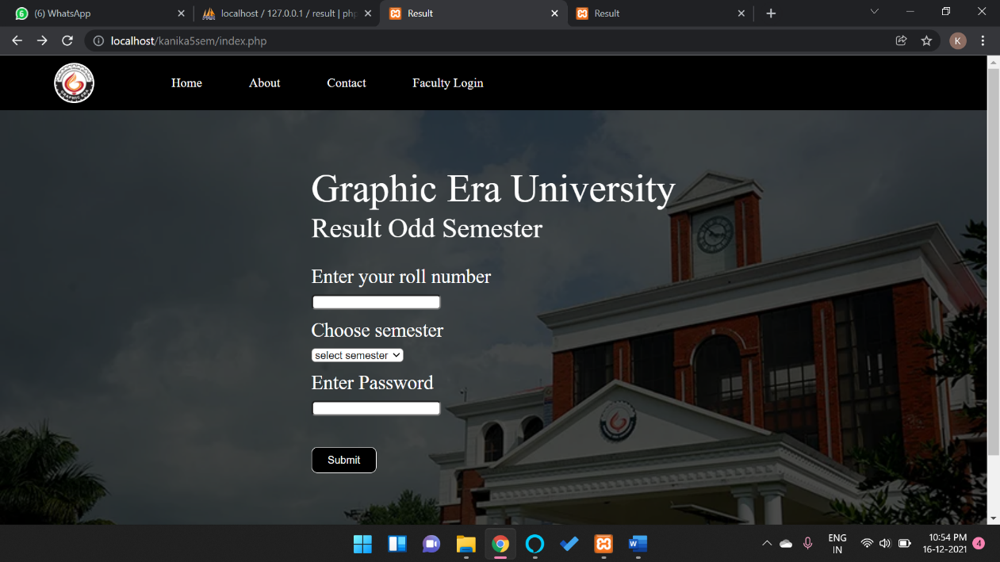 (6) WhatsApp
localhost / 127.0.0.1 / result | php
Result
Result
localhost/kanika5sem/index.php
K
GRAPHIC ERA
Home
About
Contact
Faculty Login
Graphic Era University
Result Odd Semester
Enter your roll number
Choose semester
select semester
Enter Password
Submit
ENG
IN
10:54 PM
16-12-2021
4